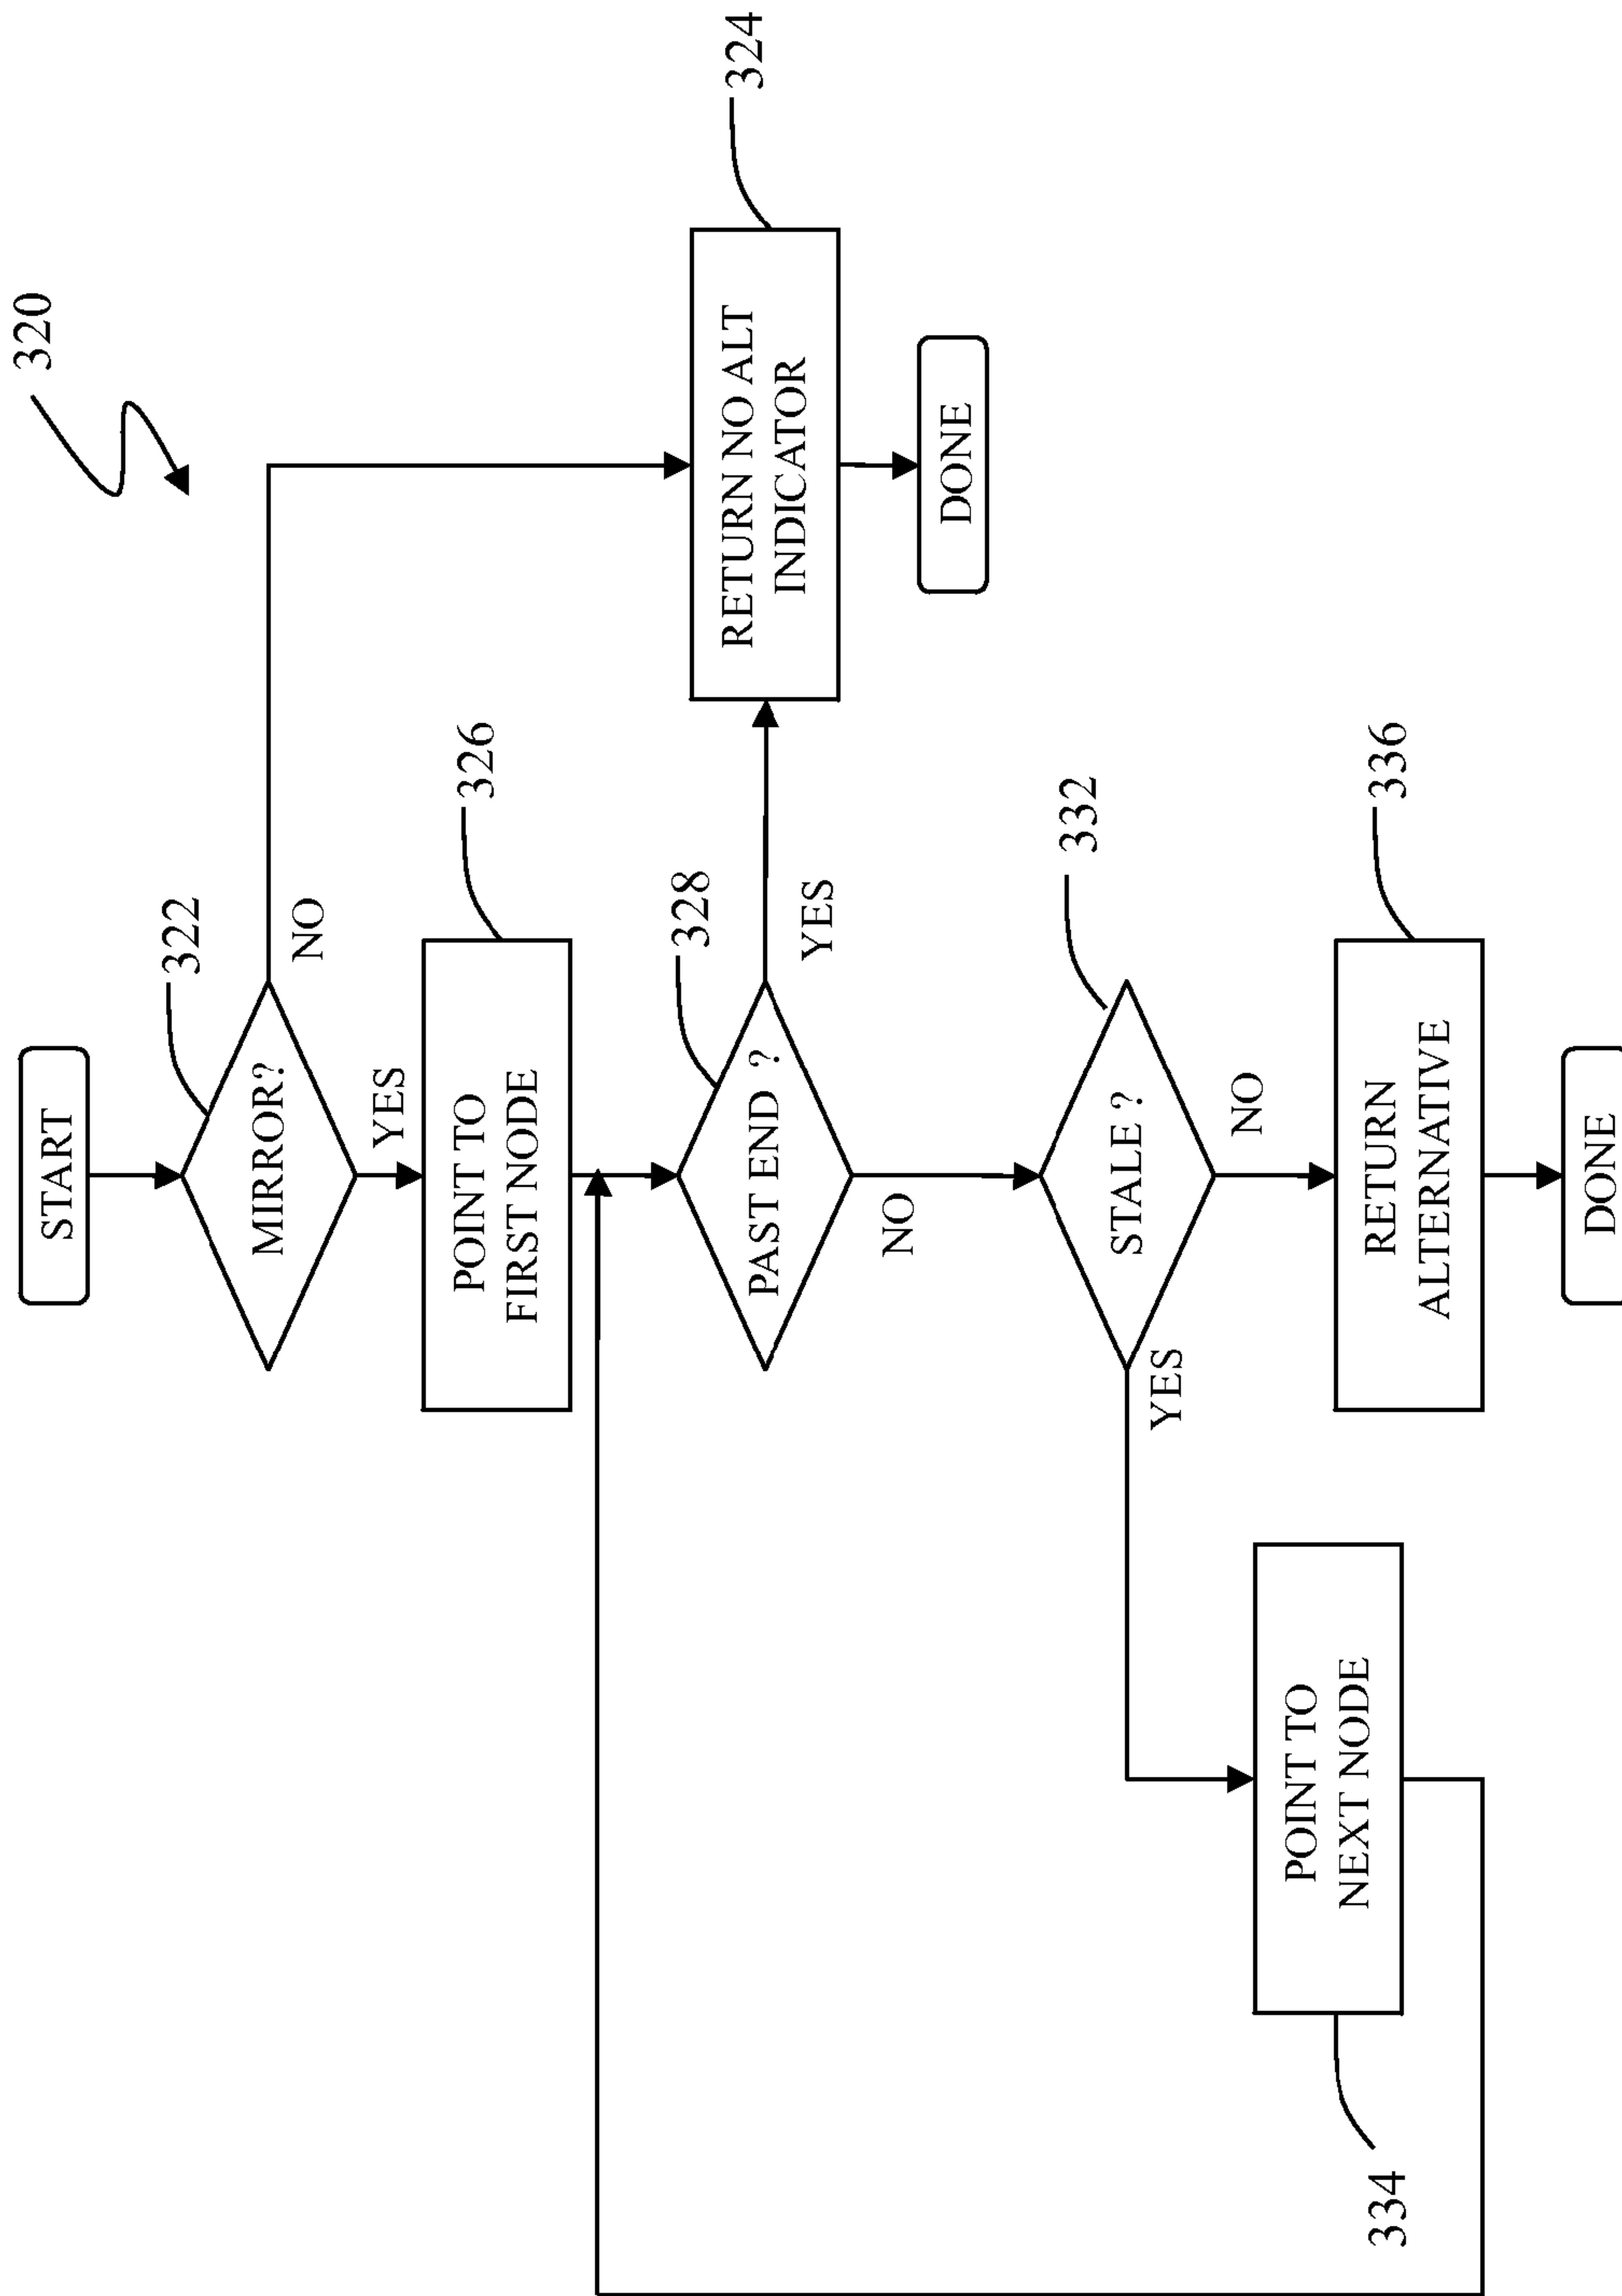 320
START
322
MIRROR?
NO
YES
326
POINT TO
FIRST NODE
328
PAST END ?
YES
324
RETURN NO ALT
INDICATOR
DONE
NO
332
STALE ?
YES
NO
334
POINT TO
NEXT NODE
336
RETURN
ALTERNATIVE
DONE